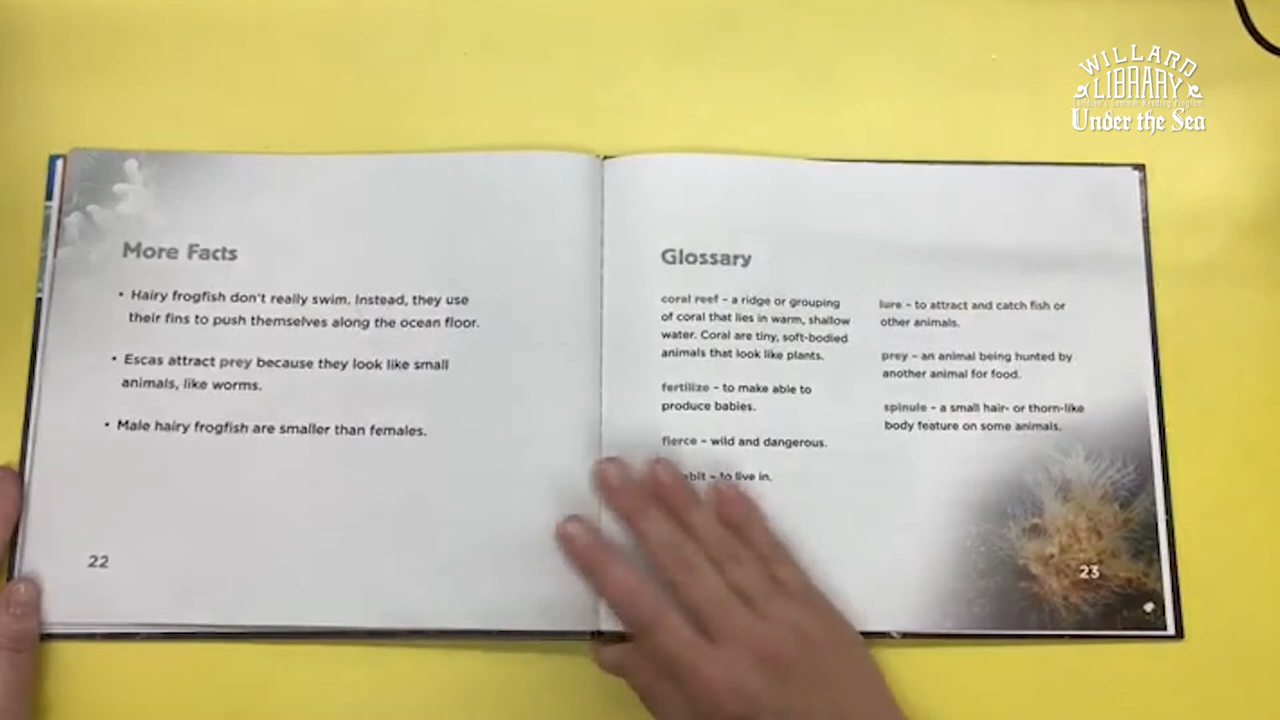 WILLARD
LIBRARY
Children's Summer Reading Program
Under the Sea
More Facts
• Hairy frogfish don't really swim. Instead, they use
their fins to push themselves along the ocean floor.
• Escas attract prey because they look like small
animals, like worms.
• Male hairy frogfish are smaller than females.
22
Glossary
coral reef – a ridge or grouping
of coral that lies in warm, shallow
water. Coral are tiny, soft-bodied
animals that look like plants.
fertilize – to make able to
produce babies.
fierce – wild and dangerous.
abit – to live in.
lure – to attract and catch fish or
other animals.
prey – an animal being hunted by
another animal for food.
spinule – a small hair- or thorn-like
body feature on some animals.
23